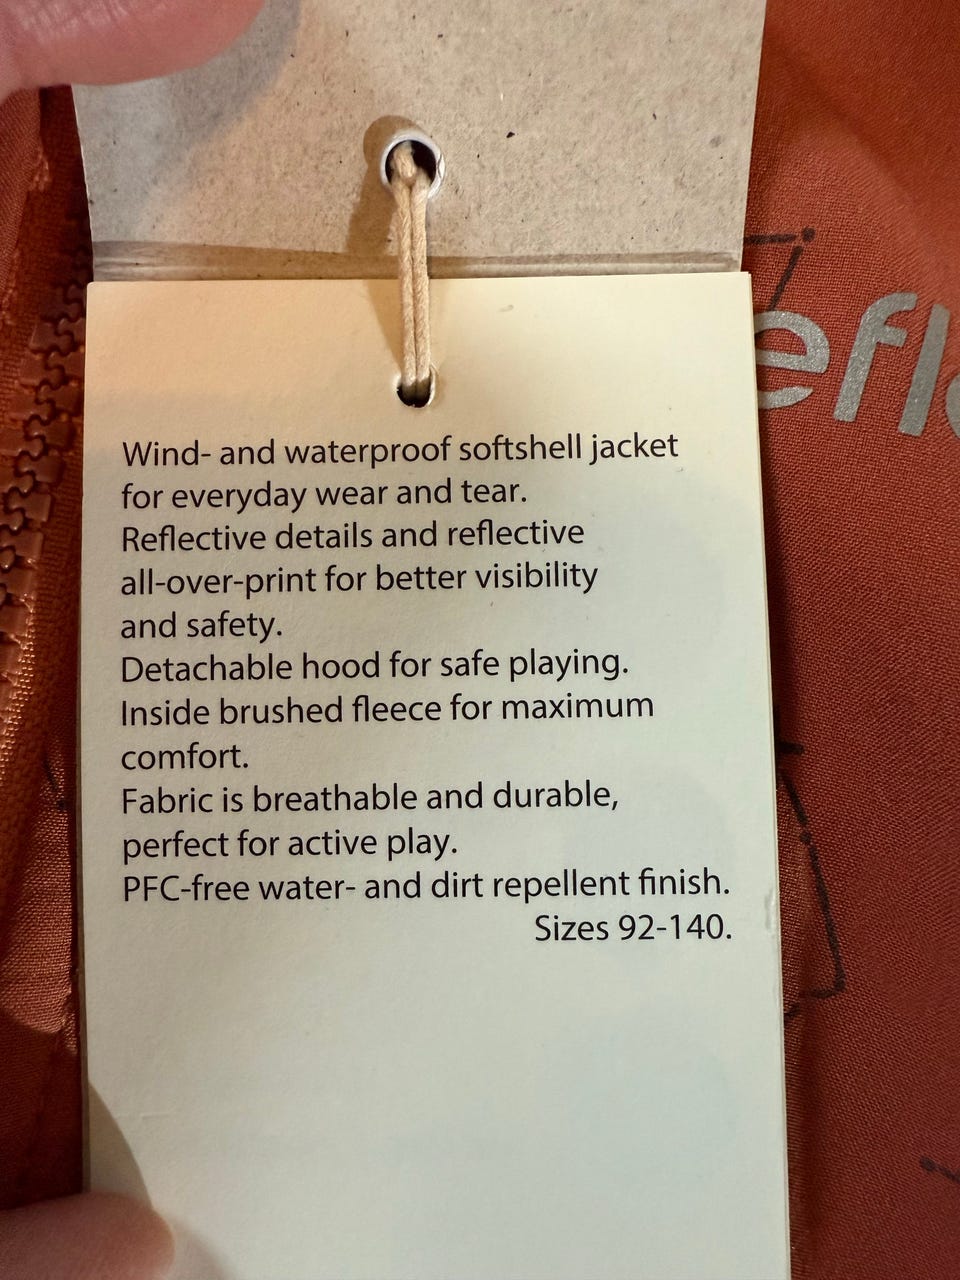 Wind- and waterproof softshell jacket
for everyday wear and tear.
Reflective details and reflective
all-over-print for better visibility
and safety.
Detachable hood for safe playing.
Inside brushed fleece for maximum
comfort.
Fabric is breathable and durable,
perfect for active play.
PFC-free water- and dirt repellent finish.
Sizes 92-140.